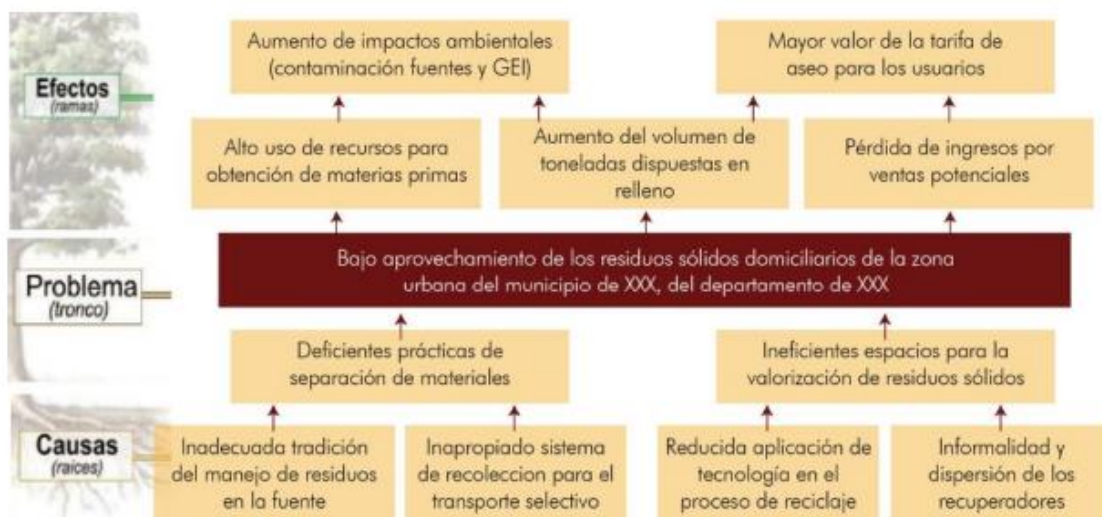 Efectos
(ramas)
Aumento de impactos ambientales
(contaminación fuentes y GEI)
Mayor valor de la tarifa de
aseo para los usuarios
Alto uso de recursos para
obtención de materias primas
Aumento del volumen de
toneladas dispuestas en
relleno
Pérdida de ingresos por
ventas potenciales
Problema
(tronco)
Bajo aprovechamiento de los residuos sólidos domiciliarios de la zona
urbana del municipio de XXX, del departamento de XXX
Deficientes prácticas de
separación de materiales
Ineficientes espacios para la
valorización de residuos sólidos
Causas
(raices)
Inadecuada tradición
del manejo de residuos
en la fuente
Inapropiado sistema
de recoleccion para el
transporte selectivo
Reducida aplicación de
tecnología en el
proceso de reciclaje
Informalidad y
dispersión de los
recuperadores